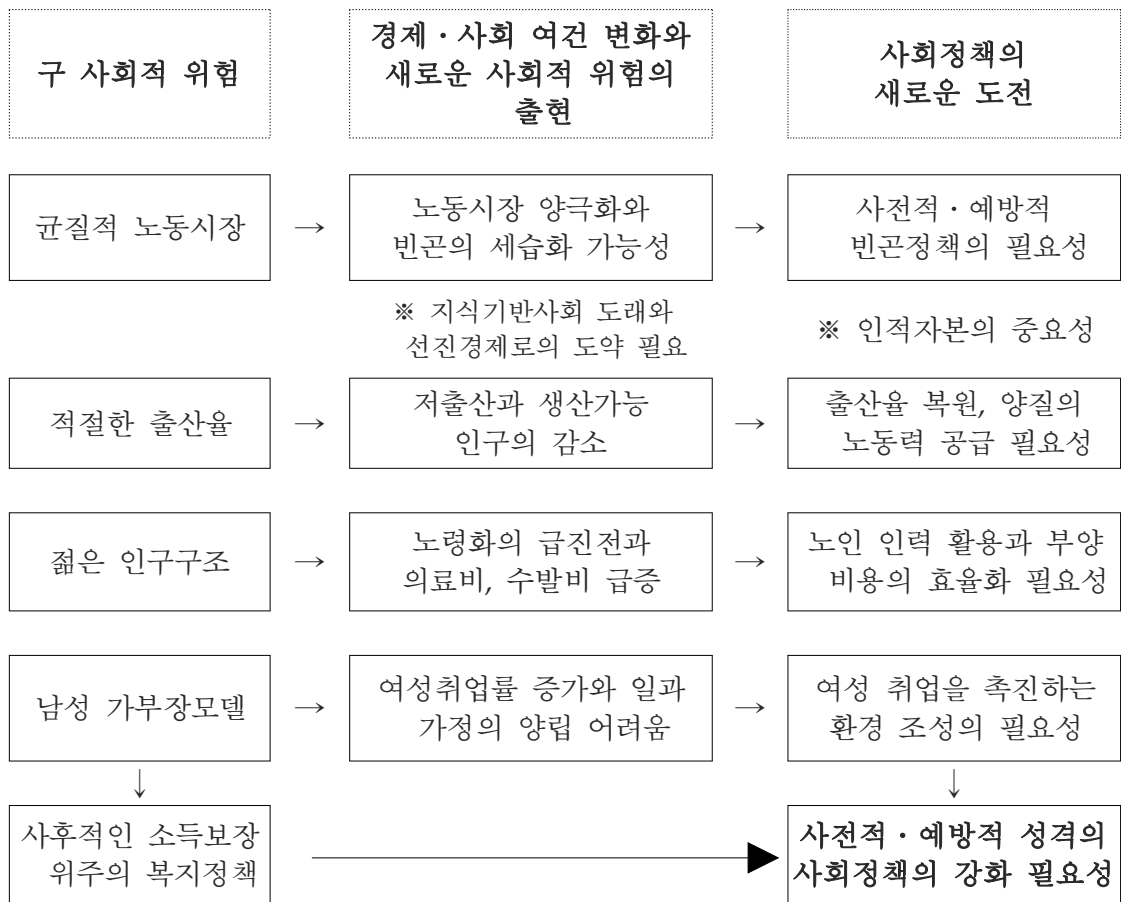 구 사회적 위험
경제·사회 여건 변화와
새로운 사회적 위험의
출현
사회정책의
새로운 도전
균질적 노동시장
→
노동시장 양극화와
빈곤의 세습화 가능성
→
사전적·예방적
빈곤정책의 필요성
※ 지식기반사회 도래와
선진경제로의 도약 필요
※ 인적자본의 중요성
적절한 출산율
→
저출산과 생산가능
인구의 감소
→
출산율 복원, 양질의
노동력 공급 필요성
젊은 인구구조
→
노령화의 급진전과
의료비, 수발비 급증
→
노인 인력 활용과 부양
비용의 효율화 필요성
남성 가부장모델
→
여성취업률 증가와 일과
가정의 양립 어려움
→
여성 취업을 촉진하는
환경 조성의 필요성
↓
↓
사후적인 소득보장
위주의 복지정책
사전적·예방적 성격의
사회정책의 강화 필요성